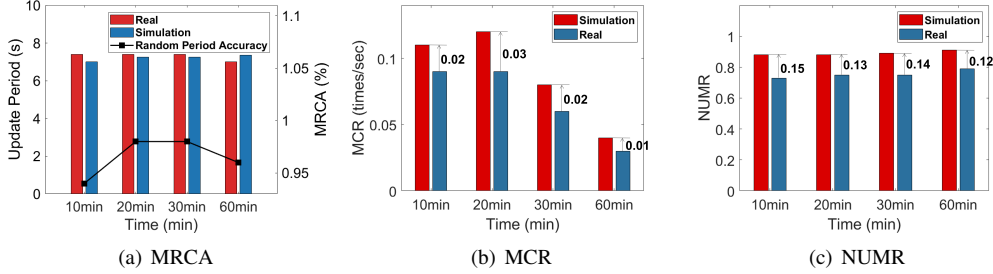 Real
Simulation
Random Period Accuracy
Update Period (s)
10
8
6
4
2
0
MRCA (%)
1.1
1.05
1
0.95
10min 20min 30min 60min
Time (min)
(a) MRCA
Simulation
Real
MCR (times/sec)
0.1
0.05
0
0.02
0.03
0.02
0.01
10min 20min 30min 60min
Time (min)
(b) MCR
Simulation
Real
NUMR
1
0.8
0.6
0.4
0.2
0
0.15
0.13
0.14
0.12
10min 20min 30min 60min
Time (min)
(c) NUMR